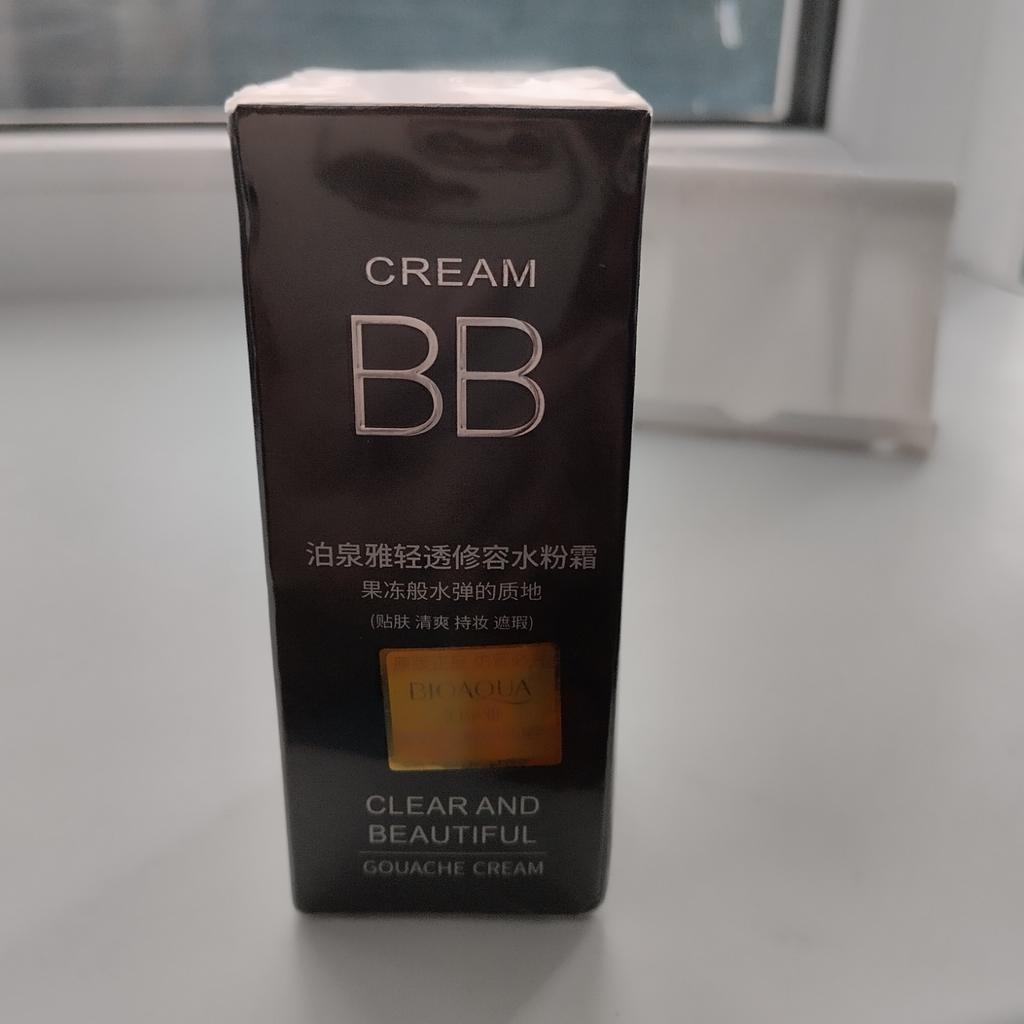 CREAM
BB
泊泉雅轻透修容水粉霜
果冻般水弹的质地
(贴肤 清爽 持妆 遮瑕)
BIOAQUA
CLEAR AND
BEAUTIFUL
GOUACHE CREAM